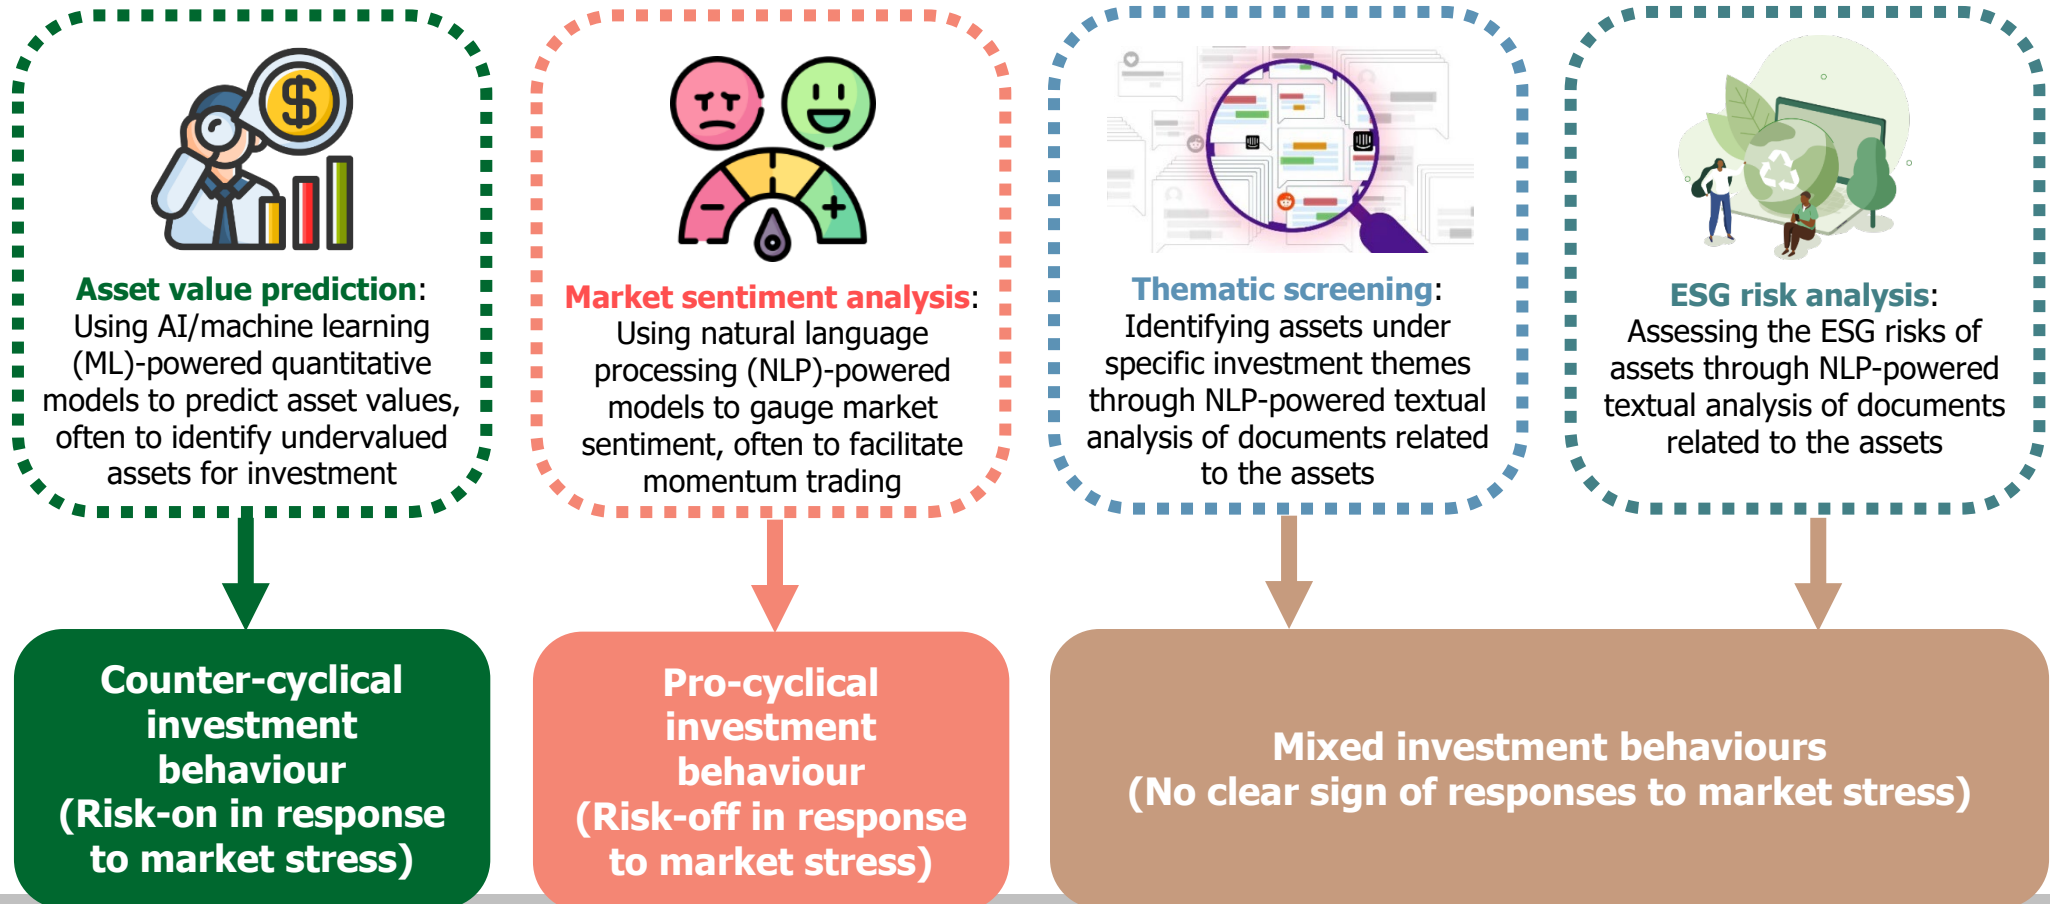 $
Asset value prediction:
Using AI/machine learning
(ML)-powered quantitative
models to predict asset values,
often to identify undervalued
assets for investment
Market sentiment analysis:
Using natural language
processing (NLP)-powered
models to gauge market
sentiment, often to facilitate
momentum trading
Thematic screening:
Identifying assets under
specific investment themes
through NLP-powered textual
analysis of documents related
to the assets
ESG risk analysis:
Assessing the ESG risks of
assets through NLP-powered
textual analysis of documents
related to the assets
Counter-cyclical
investment
behaviour
(Risk-on in response
to market stress)
Pro-cyclical
investment
behaviour
(Risk-off in response
to market stress)
Mixed investment behaviours
(No clear sign of responses to market stress)